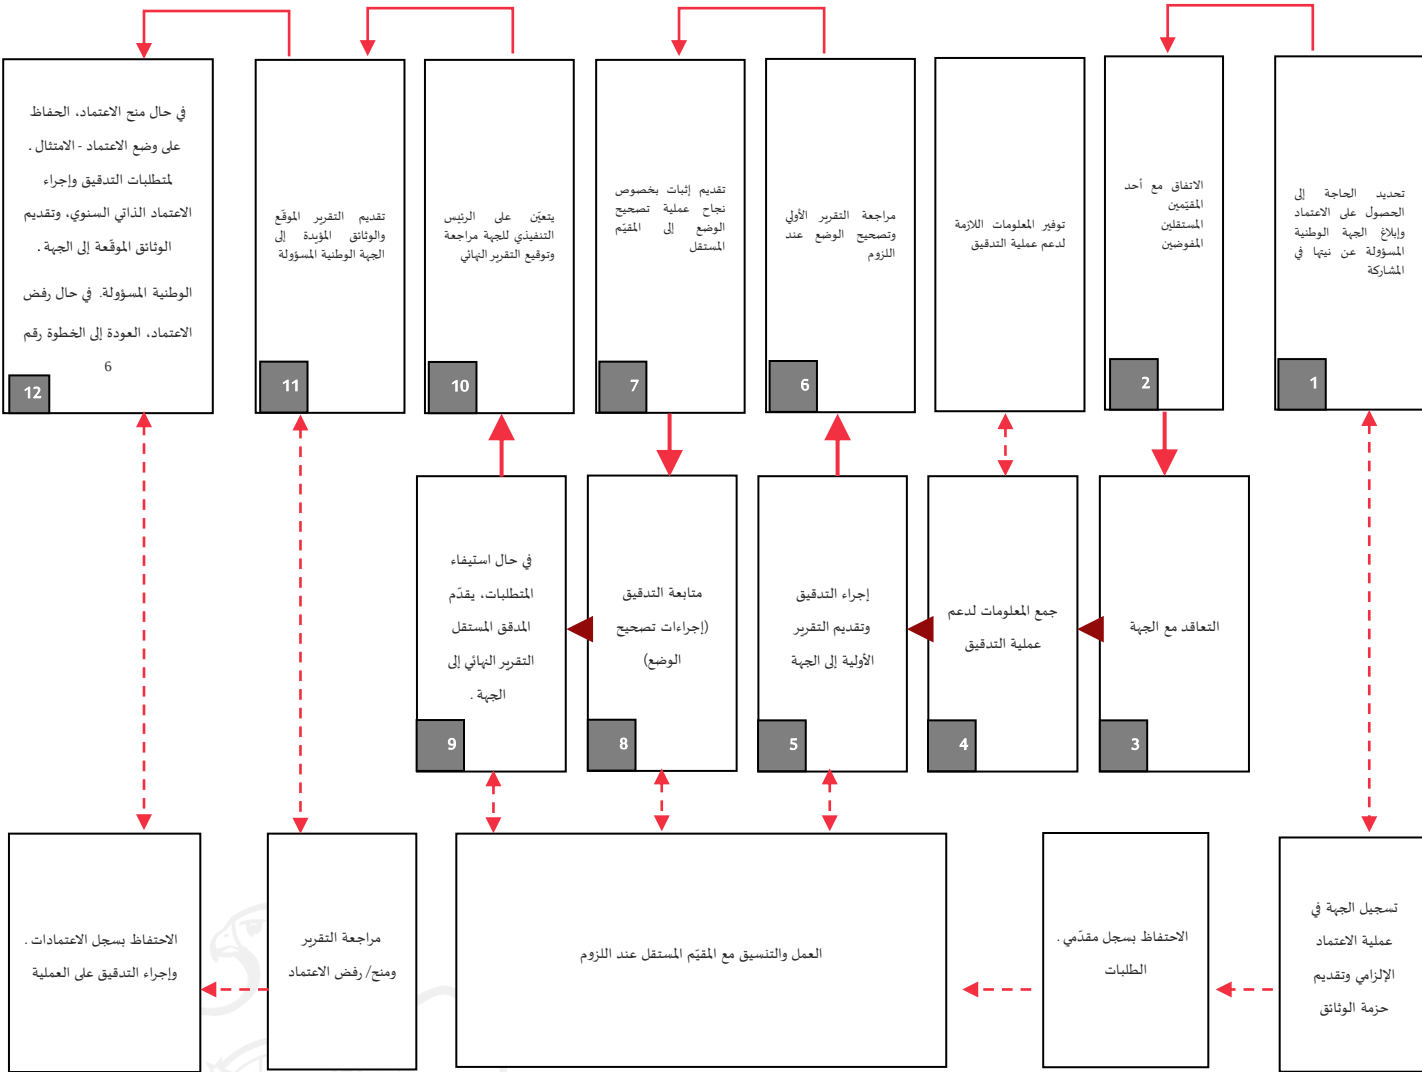 تحديد الحاجة إلى
الحصول على الاعتماد
وإبلاغ الجهة الوطنية
المسؤولة عن نيتها في
المشاركة
1
الاتفاق مع أحد
المقيّمين
المستقلين
المفوضين
2
توفير المعلومات اللازمة
لدعم عملية التدقيق
مراجعة التقرير الأولي
وتصحيح الوضع عند
اللزوم
6
تقديم إثبات بخصوص
نجاح عملية تصحيح
الوضع إلى المقيّم
المستقل
7
يتعيّن على الرئيس
التنفيذي للجهة مراجعة
وتوقيع التقرير النهائي
10
تقديم التقرير الموقّع
والوثائق المؤيدة إلى
الجهة الوطنية المسؤولة
11
في حال منح الاعتماد، الحفاظ
على وضع الاعتماد - الامتثال .
لمتطلبات التدقيق وإجراء
الاعتماد الذاتي السنوي، وتقديم
الوثائق الموقّعة إلى الجهة .
الوطنية المسؤولة. في حال رفض
الاعتماد، العودة إلى الخطوة رقم
6
12
التعاقد مع الجهة
3
جمع المعلومات لدعم
عملية التدقيق
4
إجراء التدقيق
وتقديم التقرير
الأولية إلى الجهة
5
متابعة التدقيق
(إجراءات تصحيح
الوضع)
8
في حال استيفاء
المتطلبات، يقدّم
المدقق المستقل
التقرير النهائي إلى
الجهة .
9
تسجيل الجهة في
عملية الاعتماد
الإلزامي وتقديم
حزمة الوثائق
الاحتفاظ بسجل مقدّمي .
الطلبات
العمل والتنسيق مع المقيّم المستقل عند اللزوم
مراجعة التقرير
ومنح/ رفض الاعتماد
الاحتفاظ بسجل الاعتمادات .
وإجراء التدقيق على العملية